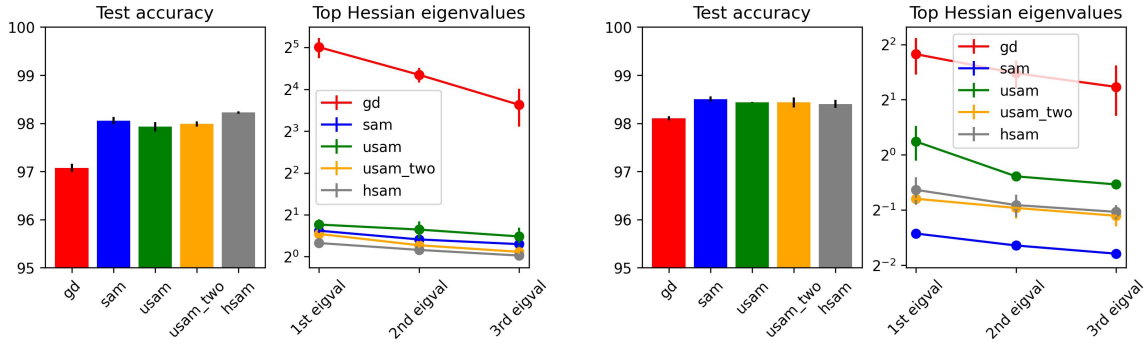 Test accuracy
100
99
98
97
96
95
gd
sam
usam
usam_two
hsam
Top Hessian eigenvalues
2^5
2^4
2^3
2^2
2^1
2^0
gd
sam
usam
usam_two
hsam
1st eigval
2nd eigval
3rd eigval
Test accuracy
100
99
98
97
96
95
gd
sam
usam
usam_two
hsam
Top Hessian eigenvalues
2^2
2^1
2^0
2^-1
2^-2
gd
sam
usam
usam_two
hsam
1st eigval
2nd eigval
3rd eigval